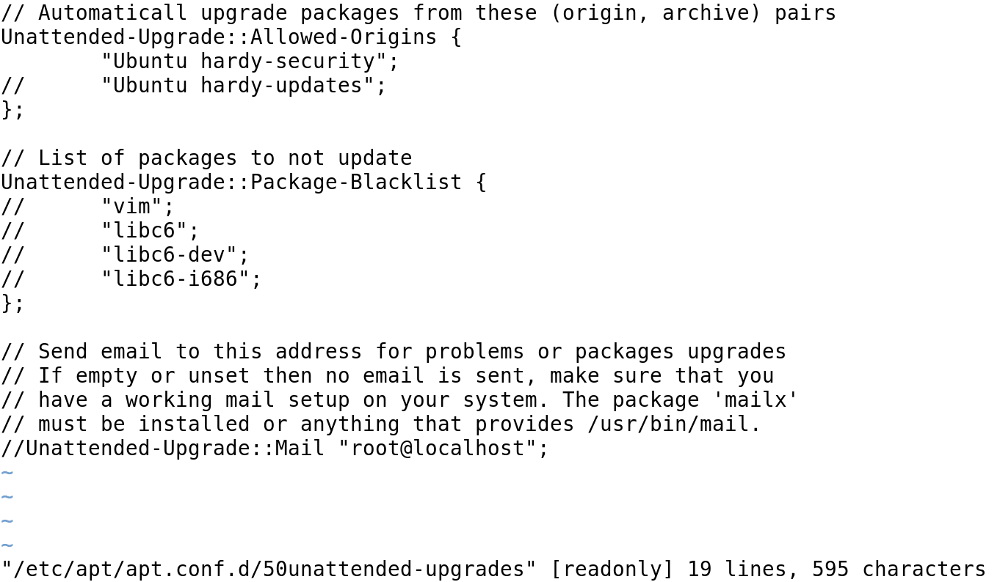 // Automaticall upgrade packages from these (origin, archive) pairs
Unattended-Upgrade::Allowed-Origins {
        "Ubuntu hardy-security";
//      "Ubuntu hardy-updates";
};

// List of packages to not update
Unattended-Upgrade::Package-Blacklist {
//      "vim";
//      "libc6";
//      "libc6-dev";
//      "libc6-i686";
};

// Send email to this address for problems or packages upgrades
// If empty or unset then no email is sent, make sure that you
// have a working mail setup on your system. The package 'mailx'
// must be installed or anything that provides /usr/bin/mail.
//Unattended-Upgrade::Mail "root@localhost";
~
~
~
~
"/etc/apt/apt.conf.d/50unattended-upgrades" [readonly] 19 lines, 595 characters